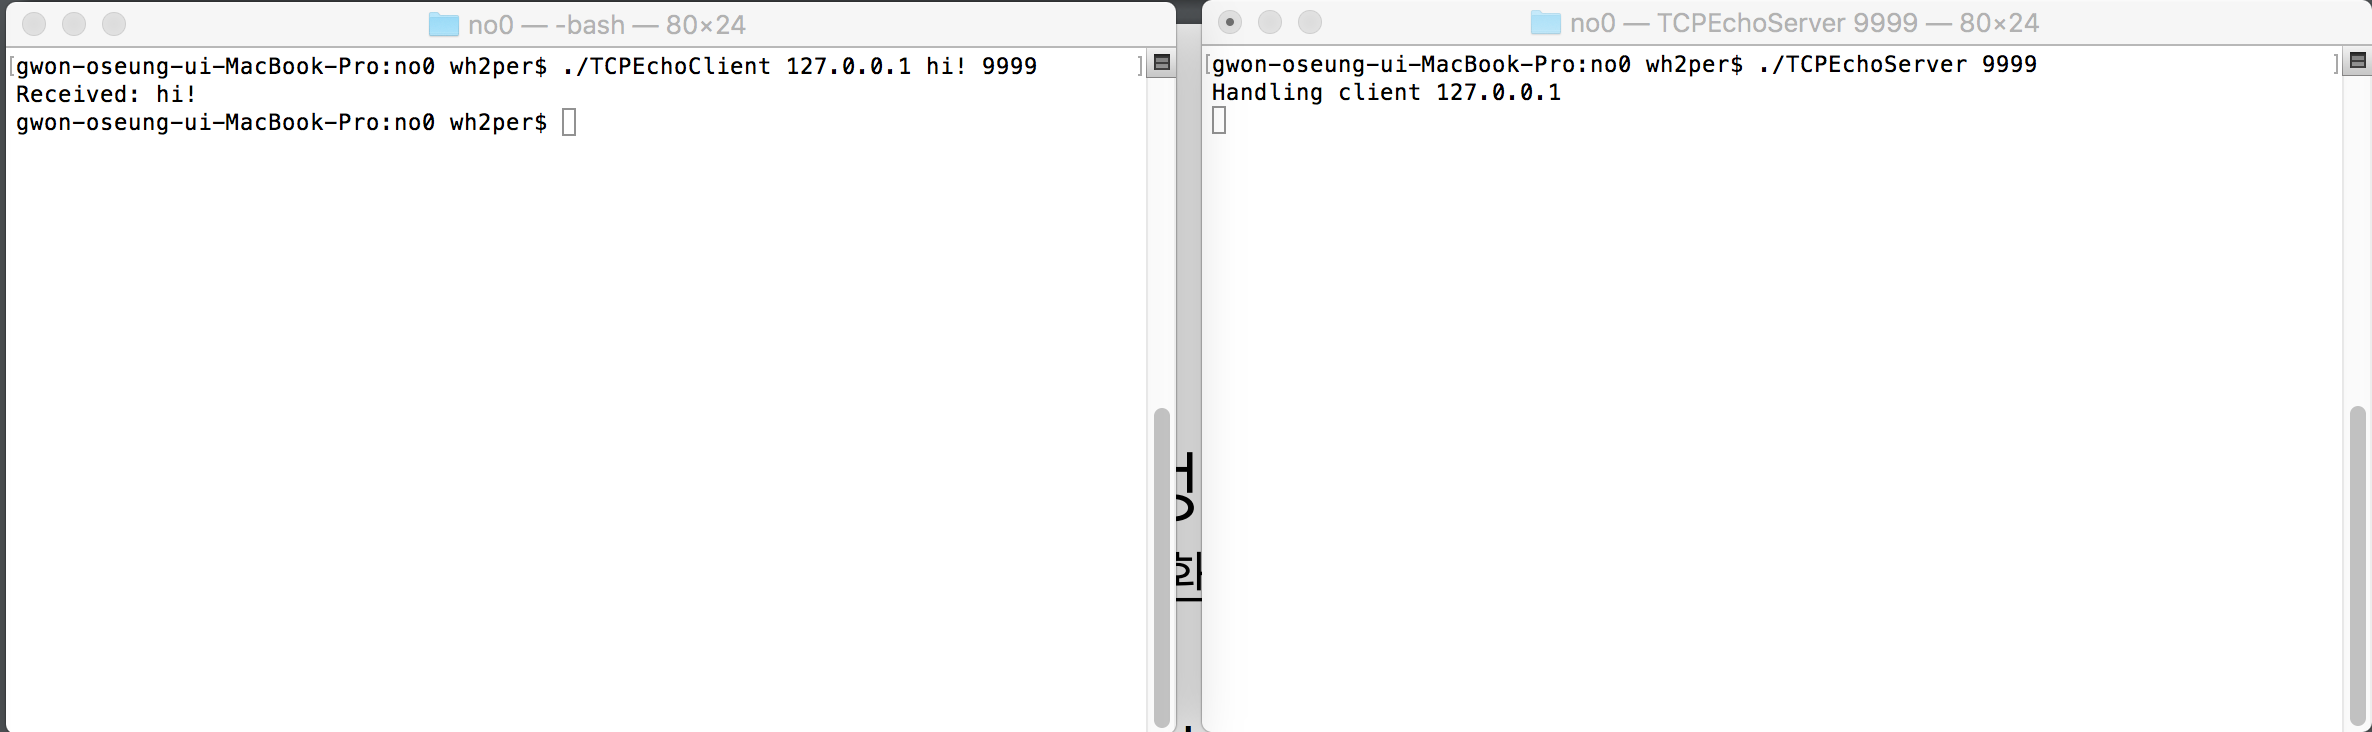 no0 — -bash — 80×24
gwon-oseung-ui-MacBook-Pro:no0 wh2per$ ./TCPEchoClient 127.0.0.1 hi! 9999
Received: hi!
gwon-oseung-ui-MacBook-Pro:no0 wh2per$
no0 — TCPEchoServer 9999 — 80×24
gwon-oseung-ui-MacBook-Pro:no0 wh2per$ ./TCPEchoServer 9999
Handling client 127.0.0.1